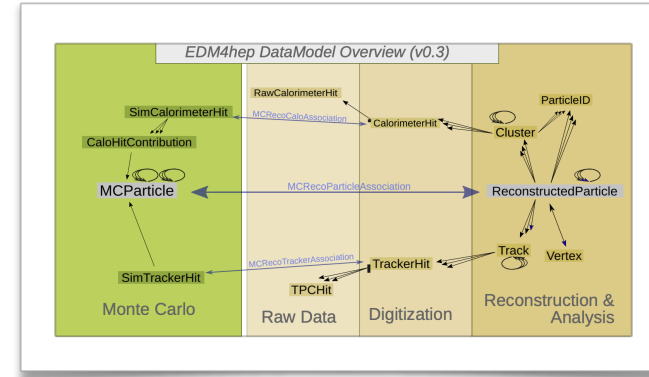 EDM4hep DataModel Overview (v0.3)
RawCalorimeterHit
ParticleID
SimCalorimeterHit
MCRecoCaloAssociation
CalorimeterHit
Cluster
CaloHitContribution
MCParticle
MCRecoParticleAssociation
ReconstructedParticle
Track
Vertex
MCRecoTrackerAssociation
TrackerHit
SimTrackerHit
TPCHit
Monte Carlo
Raw Data
Digitization
Reconstruction &
Analysis